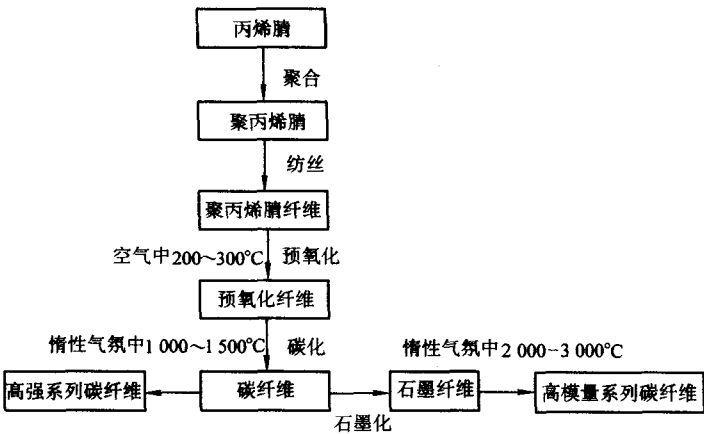 丙烯腈
聚合
聚丙烯腈
纺丝
聚丙烯腈纤维
空气中200~300℃ 预氧化
预氧化纤维
惰性气氛中1 000~1 500℃ 碳化
惰性气氛中2 000-3 000℃
高强系列碳纤维
碳纤维
石墨纤维
高模量系列碳纤维
石墨化